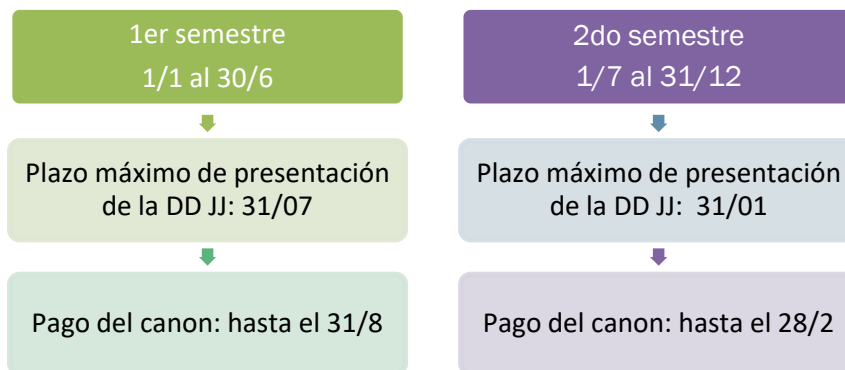 1er semestre
1/1 al 30/6
Plazo máximo de presentación
de la DD JJ: 31/07
Pago del canon: hasta el 31/8
2do semestre
1/7 al 31/12
Plazo máximo de presentación
de la DD JJ: 31/01
Pago del canon: hasta el 28/2